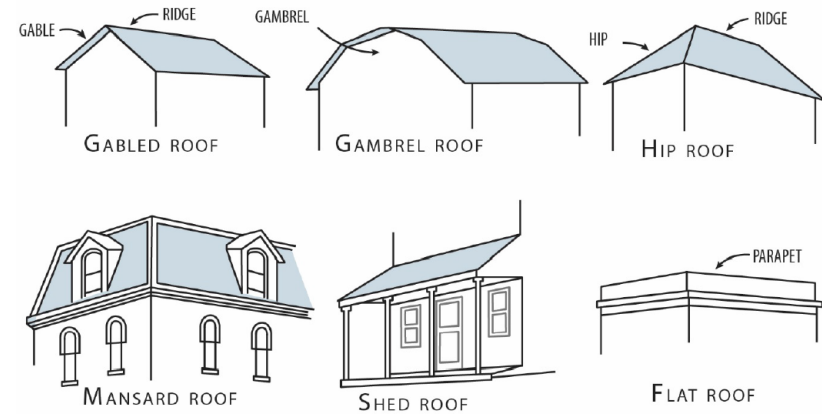 GABLE
RIDGE
GABLED ROOF
GAMBREL
GAMBREL ROOF
HIP
RIDGE
HIP ROOF
MANSARD ROOF
SHED ROOF
PARAPET
FLAT ROOF